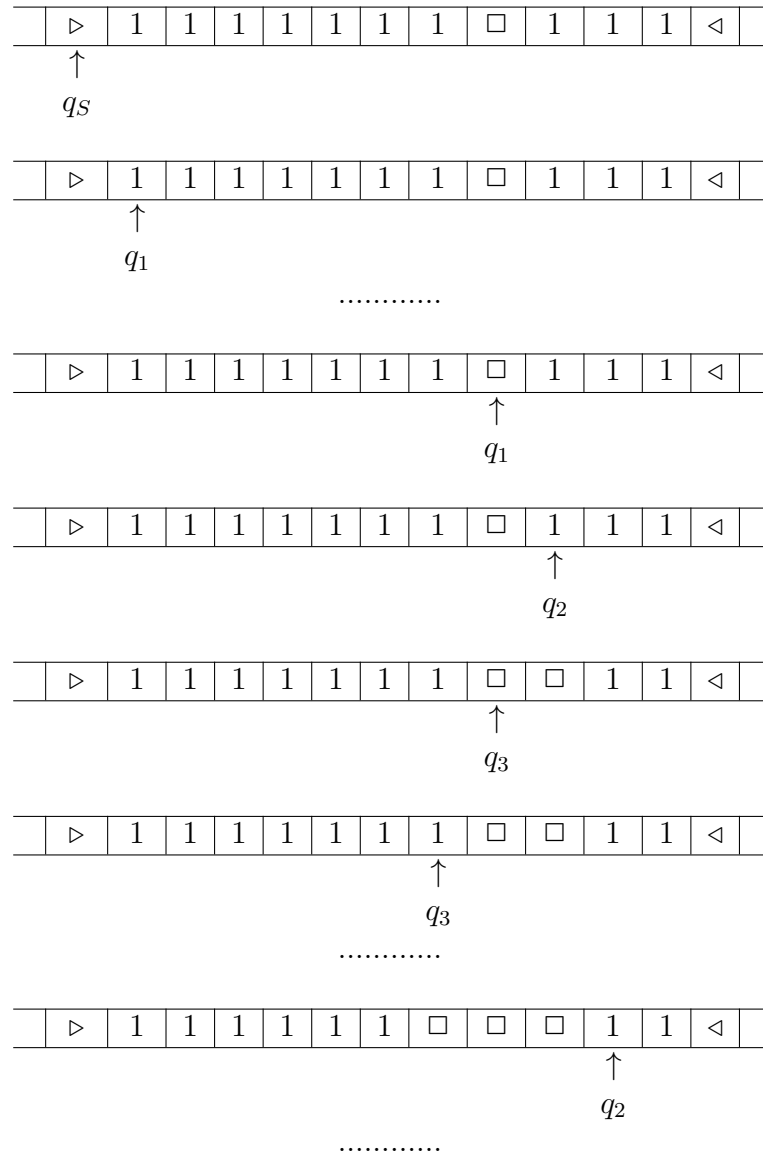 ▷ 1 1 1 1 1 1 1 □ 1 1 1 ◁
↑
q_S
▷ 1 1 1 1 1 1 1 □ 1 1 1 ◁
↑
q_1
............
▷ 1 1 1 1 1 1 1 □ 1 1 1 ◁
↑
q_1
▷ 1 1 1 1 1 1 1 □ 1 1 1 ◁
↑
q_2
▷ 1 1 1 1 1 1 1 □ □ 1 1 ◁
↑
q_3
▷ 1 1 1 1 1 1 1 □ □ 1 1 ◁
↑
q_3
............
▷ 1 1 1 1 1 1 □ □ □ 1 1 ◁
↑
q_2
............